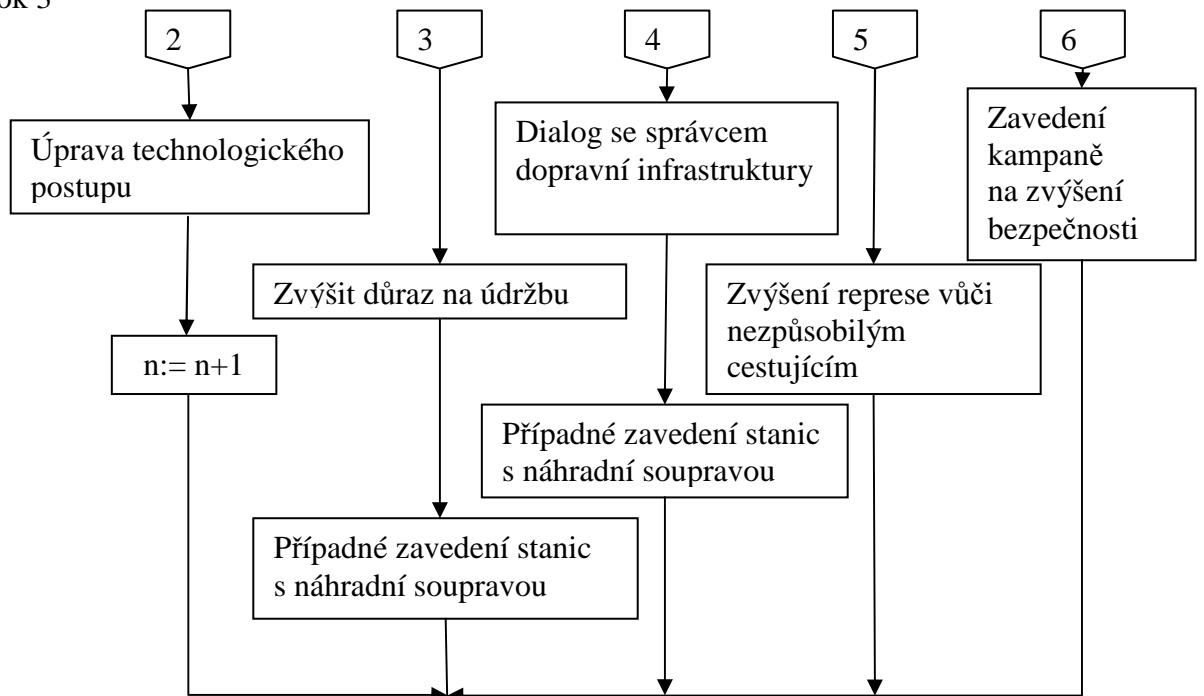 2
3
4
5
6
Úprava technologického
postupu
Dialog se správcem
dopravní infrastruktury
Zavedení
kampaně
na zvýšení
bezpečnosti
Zvýšit důraz na údržbu
Zvýšení represe vůči
nezpůsobilým
cestujícím
n:= n+1
Případné zavedení stanic
s náhradní soupravou
Případné zavedení stanic
s náhradní soupravou